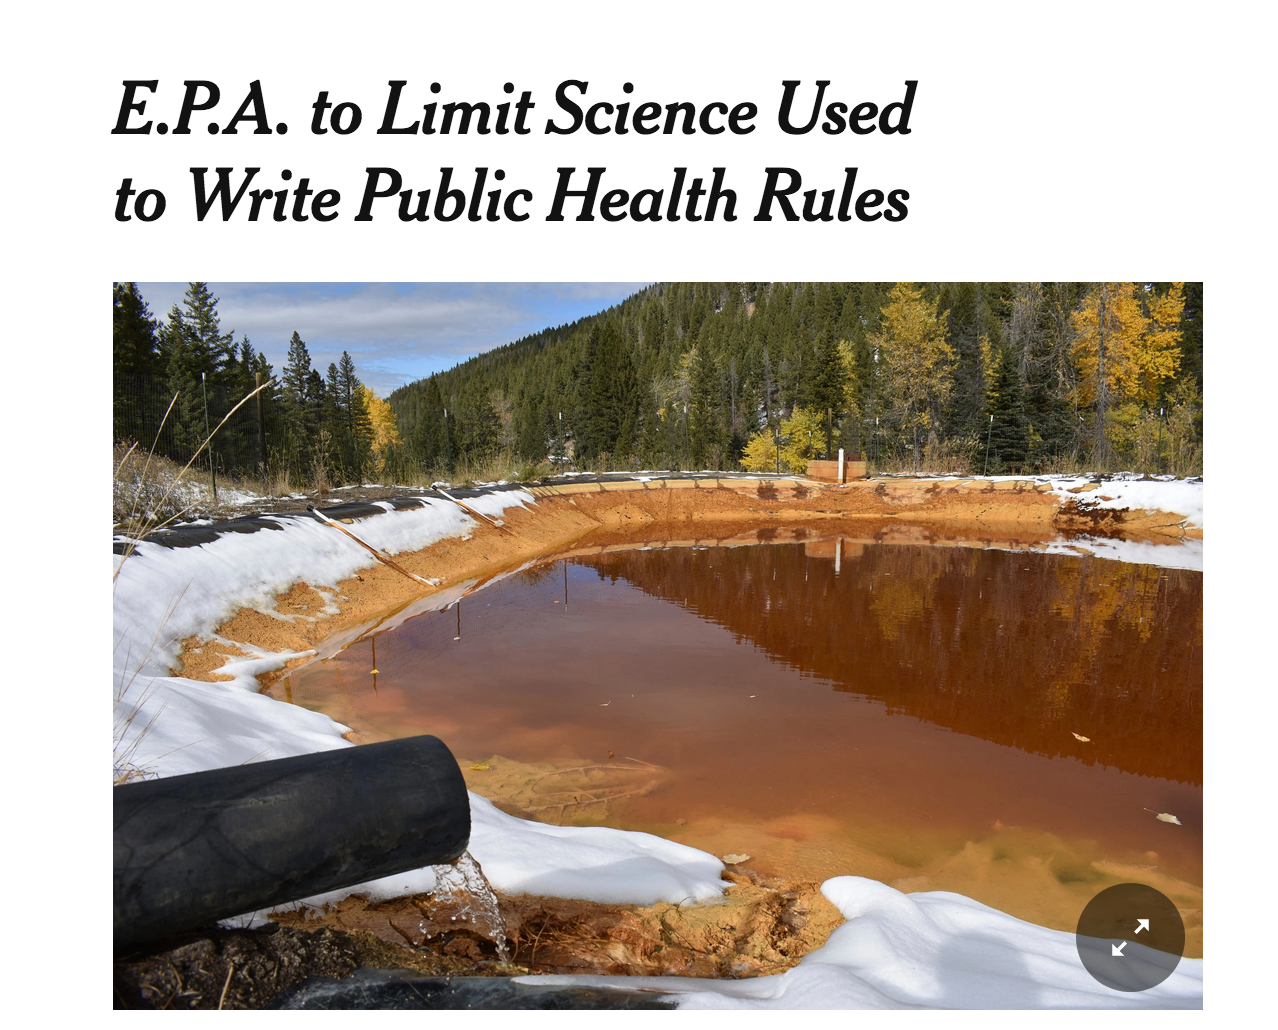 E.P.A. to Limit Science Used
to Write Public Health Rules